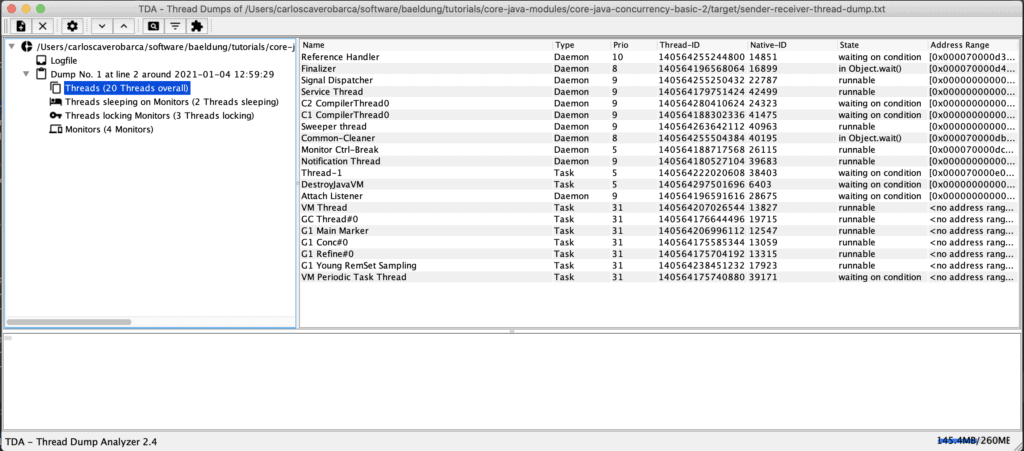 TDA - Thread Dumps of /Users/carloscaverobarca/software/baeldung/tutorials/core-java-modules/core-java-concurrency-basic-2/target/sender-receiver-thread-dump.txt
/Users/carloscaverobarca/software/baeldung/tutorials/core-j
Logfile
Dump No. 1 at line 2 around 2021-01-04 12:59:29
Threads (20 Threads overall)
Threads sleeping on Monitors (2 Threads sleeping)
Threads locking Monitors (3 Threads locking)
Monitors (4 Monitors)
Name Type Prio Thread-ID Native-ID State Address Range
Reference Handler Daemon 10 140564255244800 14851 waiting on condition [0x0000700000d3...
Finalizer Daemon 8 140564196568064 16899 in Object.wait() [0x0000700000d4...
Signal Dispatcher Daemon 9 140564255250432 22787 runnable [0x00000000000...
Service Thread Daemon 9 140564179751424 42499 runnable [0x00000000000...
C2 CompilerThread0 Daemon 9 140564280410624 24323 waiting on condition [0x00000000000...
C1 CompilerThread0 Daemon 9 140564188302336 41475 waiting on condition [0x00000000000...
Sweeper thread Daemon 9 140564263642112 40963 runnable [0x00000000000...
Common-Cleaner Daemon 8 140564255504384 40195 in Object.wait() [0x000070000db...
Monitor Ctrl-Break Daemon 5 140564188717568 26115 runnable [0x000070000dc...
Notification Thread Daemon 9 140564180527104 39683 runnable [0x00000000000...
Thread-1 Task 5 140564222020608 38403 waiting on condition [0x000070000e0...
DestroyJavaVM Task 5 140564297501696 6403 waiting on condition [0x00000000000...
Attach Listener Daemon 9 140564196591616 28675 waiting on condition [0x00000000000...
VM Thread Task 31 140564207026544 13827 runnable <no address rang...
GC Thread#0 Task 31 140564176644496 19715 runnable <no address rang...
G1 Main Marker Task 31 140564206996112 12547 runnable <no address rang...
G1 Conc#0 Task 31 140564175585344 13059 runnable <no address rang...
G1 Refine#0 Task 31 140564175704192 13315 runnable <no address rang...
G1 Young RemSet Sampling Task 31 140564238451232 17923 runnable <no address rang...
VM Periodic Task Thread Task 31 140564175740880 39171 waiting on condition <no address rang...
TDA - Thread Dump Analyzer 2.4
145.4MB/260ME